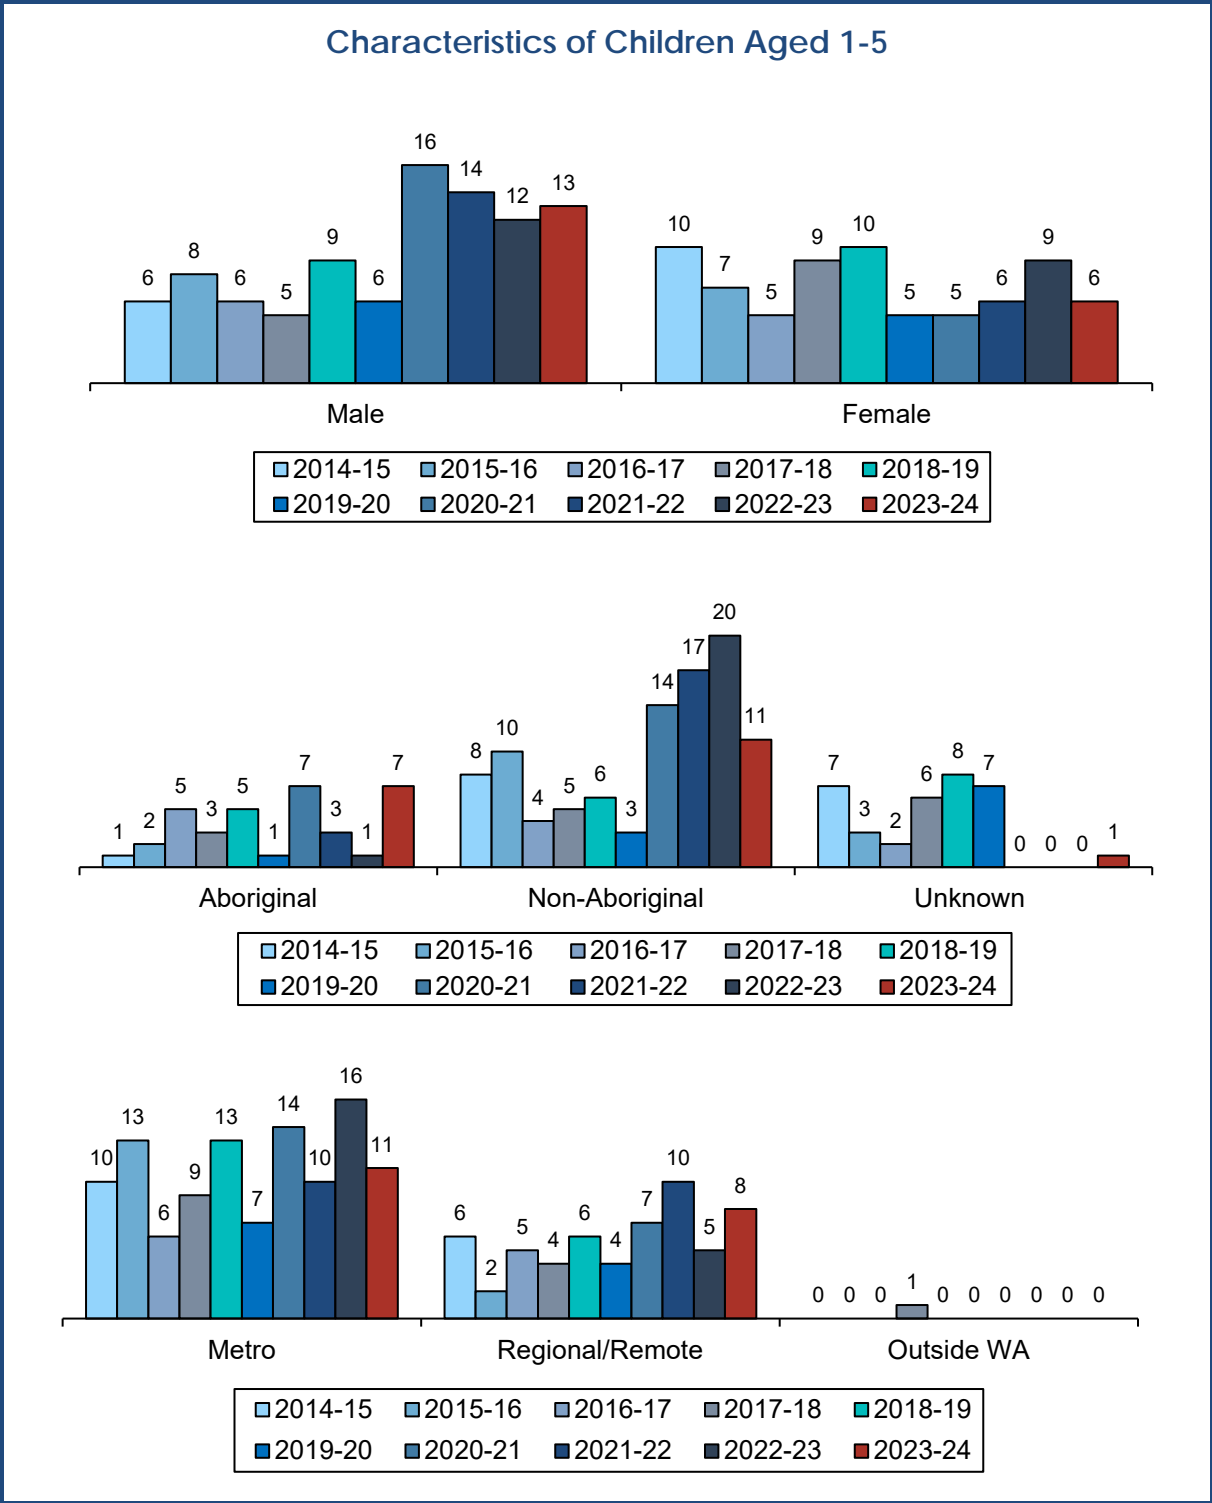 Characteristics of Children Aged 1-5
6 8 6 5 9 6 16 14 12 13 10 7 5 9 10 5 5 6 9 6
Male Female
2014-15 2015-16 2016-17 2017-18 2018-19
2019-20 2020-21 2021-22 2022-23 2023-24
1 2 5 3 5 1 7 3 1 7 8 10 4 5 6 3 14 17 20 11 7 3 2 6 8 7 0 0 0 1
Aboriginal Non-Aboriginal Unknown
2014-15 2015-16 2016-17 2017-18 2018-19
2019-20 2020-21 2021-22 2022-23 2023-24
10 13 6 9 13 7 14 10 16 11 6 2 5 4 6 4 7 10 5 8 0 0 0 1 0 0 0 0 0 0
Metro Regional/Remote Outside WA
2014-15 2015-16 2016-17 2017-18 2018-19
2019-20 2020-21 2021-22 2022-23 2023-24